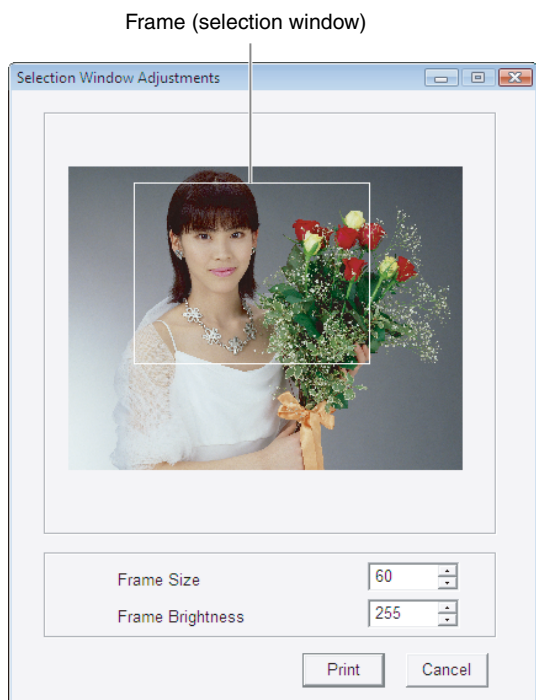 Frame (selection window)
Selection Window Adjustments
Frame Size 60
Frame Brightness 255
Print Cancel